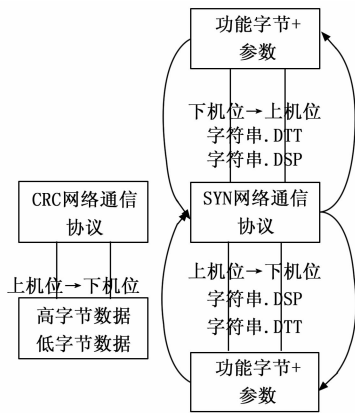 功能字节+
参数
下机位→上机位
字符串.DTT
字符串.DSP
CRC网络通信
协议
SYN网络通信
协议
上机位→下机位
高字节数据
低字节数据
上机位→下机位
字符串.DSP
字符串.DTT
功能字节+
参数